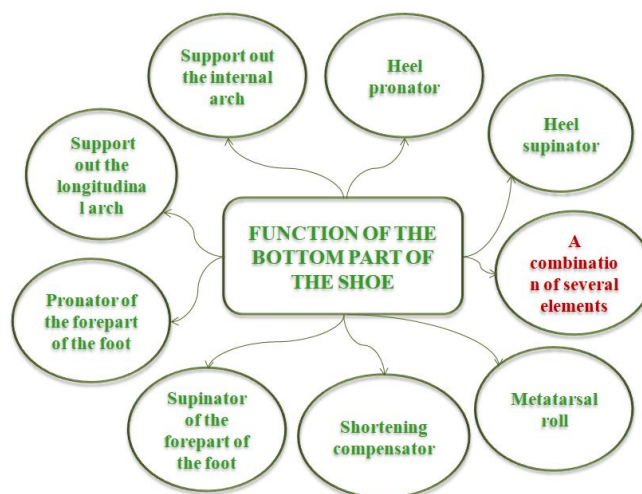 Support out
the internal
arch
Heel
pronator
Heel
supinator
Support
out the
longitudina
l arch
FUNCTION OF THE
BOTTOM PART OF
THE SHOE
A
combinatio
n of several
elements
Pronator of
the forepart
of the foot
Supinator
of the
forepart of
the foot
Shortening
compensator
Metatarsal
roll